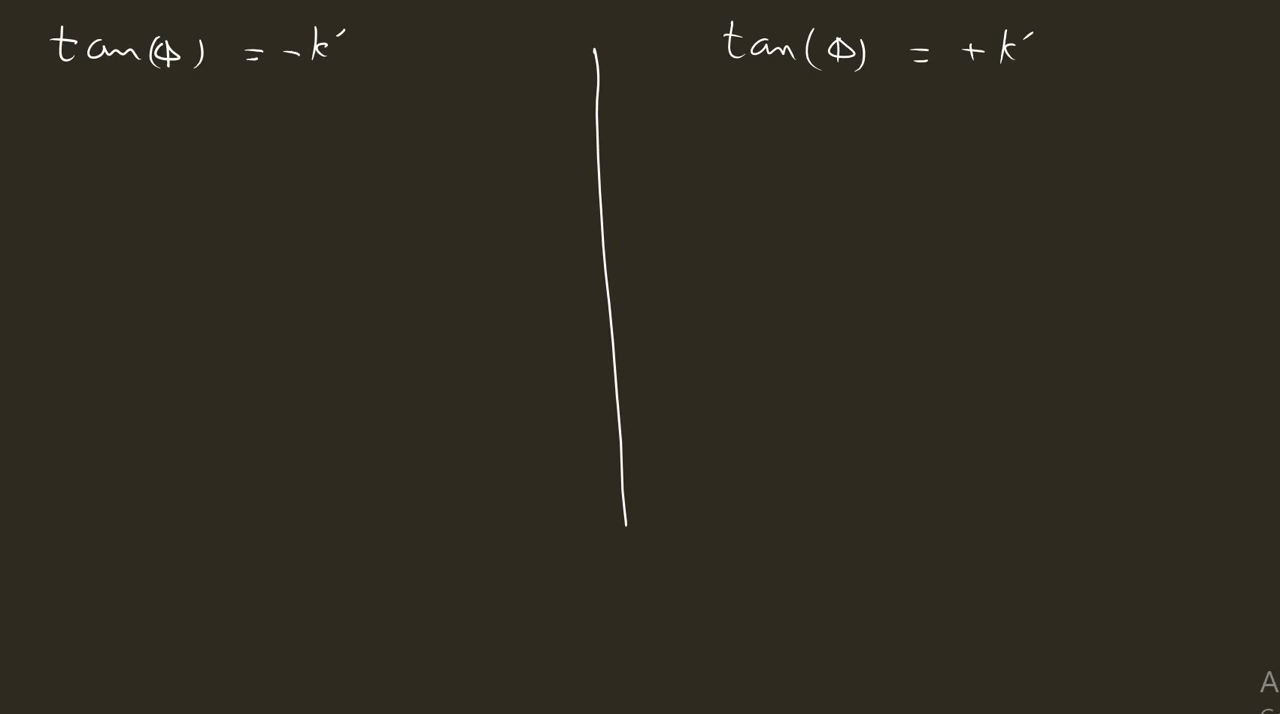 tan(Φ) = -k′
tan(Φ) = +k′
A